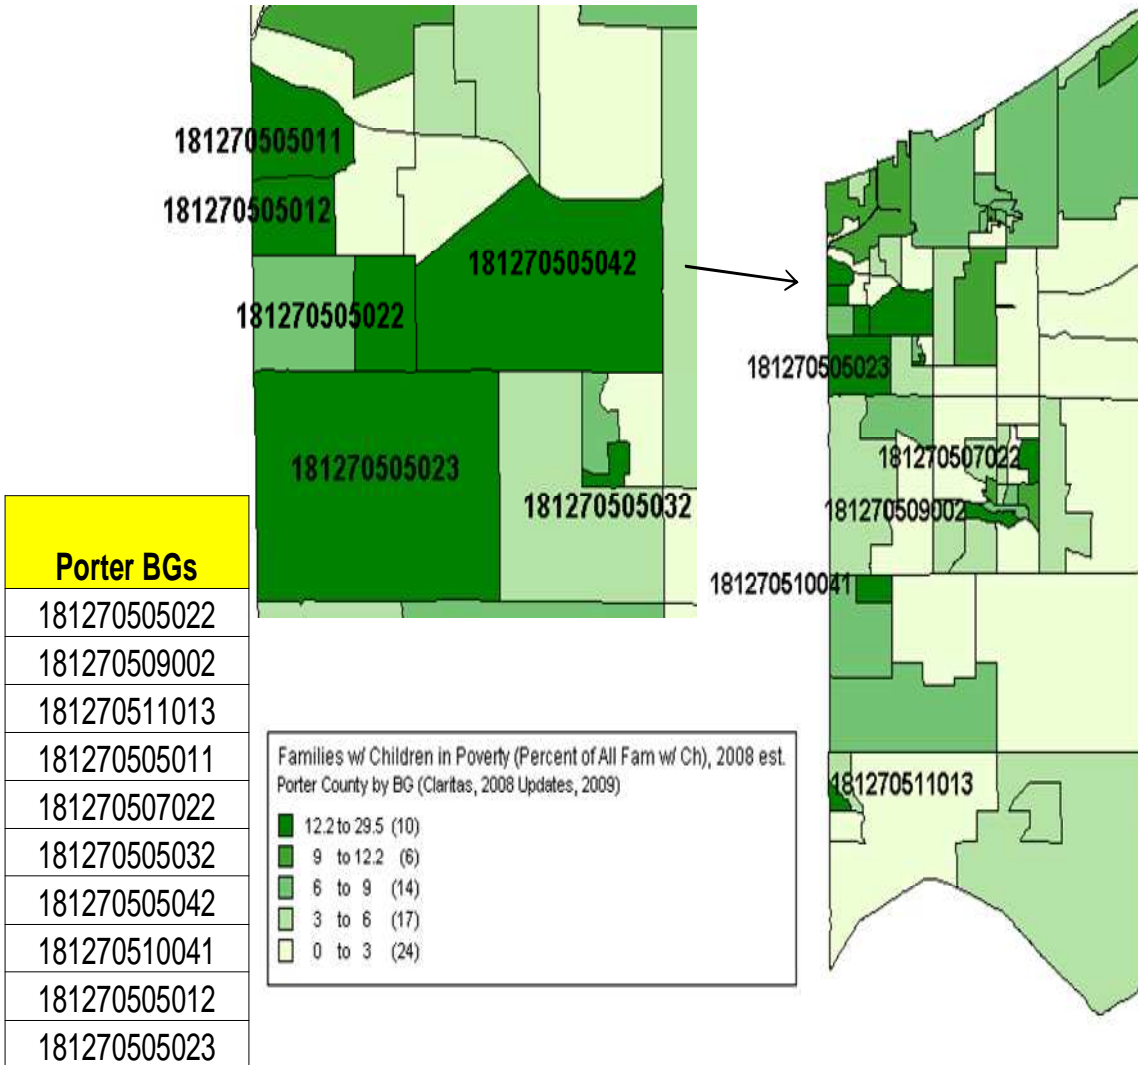 181270505011
181270505012
181270505042
181270505022
181270505023
181270505032
181270505023
181270507022
181270509002
181270510041
181270511013
Porter BGs
181270505022
181270509002
181270511013
181270505011
181270507022
181270505032
181270505042
181270510041
181270505012
181270505023
Families w/ Children in Poverty (Percent of All Fam w/ Ch), 2008 est.
Porter County by BG (Claritas, 2008 Updates, 2009)
12.2 to 29.5 (10)
9 to 12.2 (6)
6 to 9 (14)
3 to 6 (17)
0 to 3 (24)